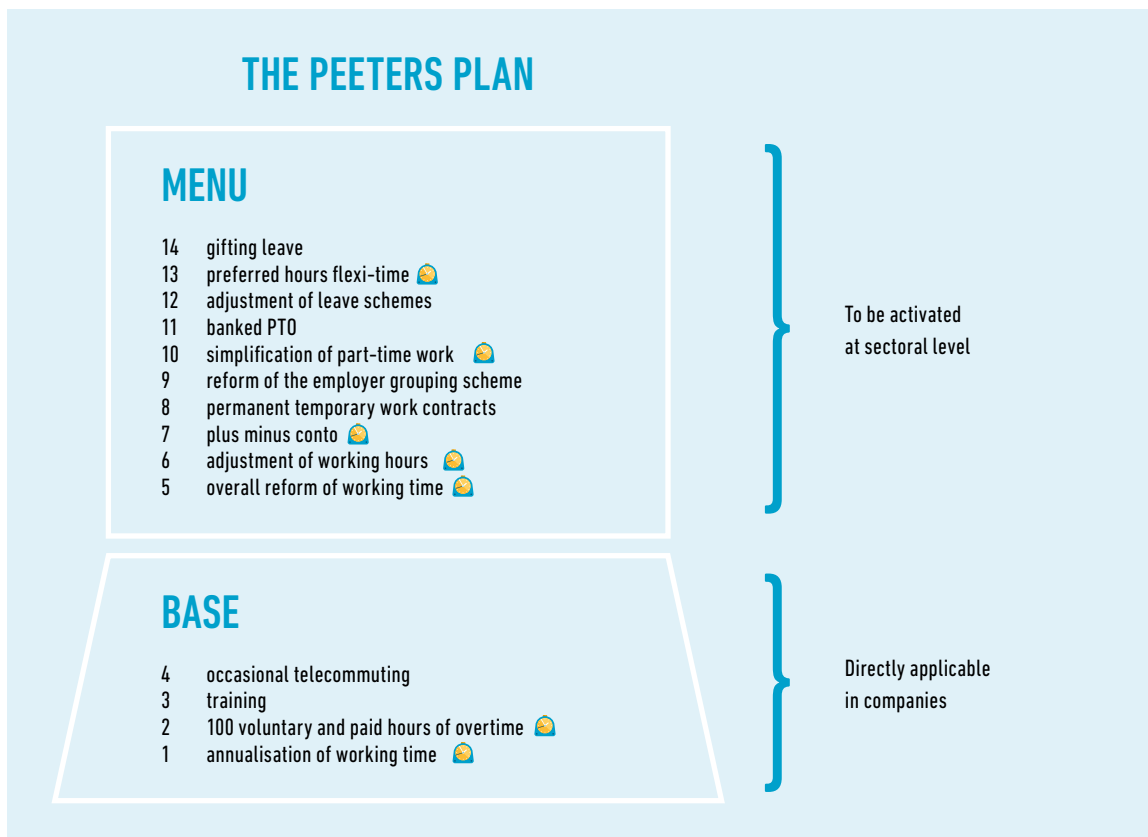 THE PEETERS PLAN
MENU
14 gifting leave
13 preferred hours flexi-time
12 adjustment of leave schemes
11 banked PTO
10 simplification of part-time work
9 reform of the employer grouping scheme
8 permanent temporary work contracts
7 plus minus conto
6 adjustment of working hours
5 overall reform of working time
To be activated
at sectoral level
BASE
4 occasional telecommuting
3 training
2 100 voluntary and paid hours of overtime
1 annualisation of working time
Directly applicable
in companies